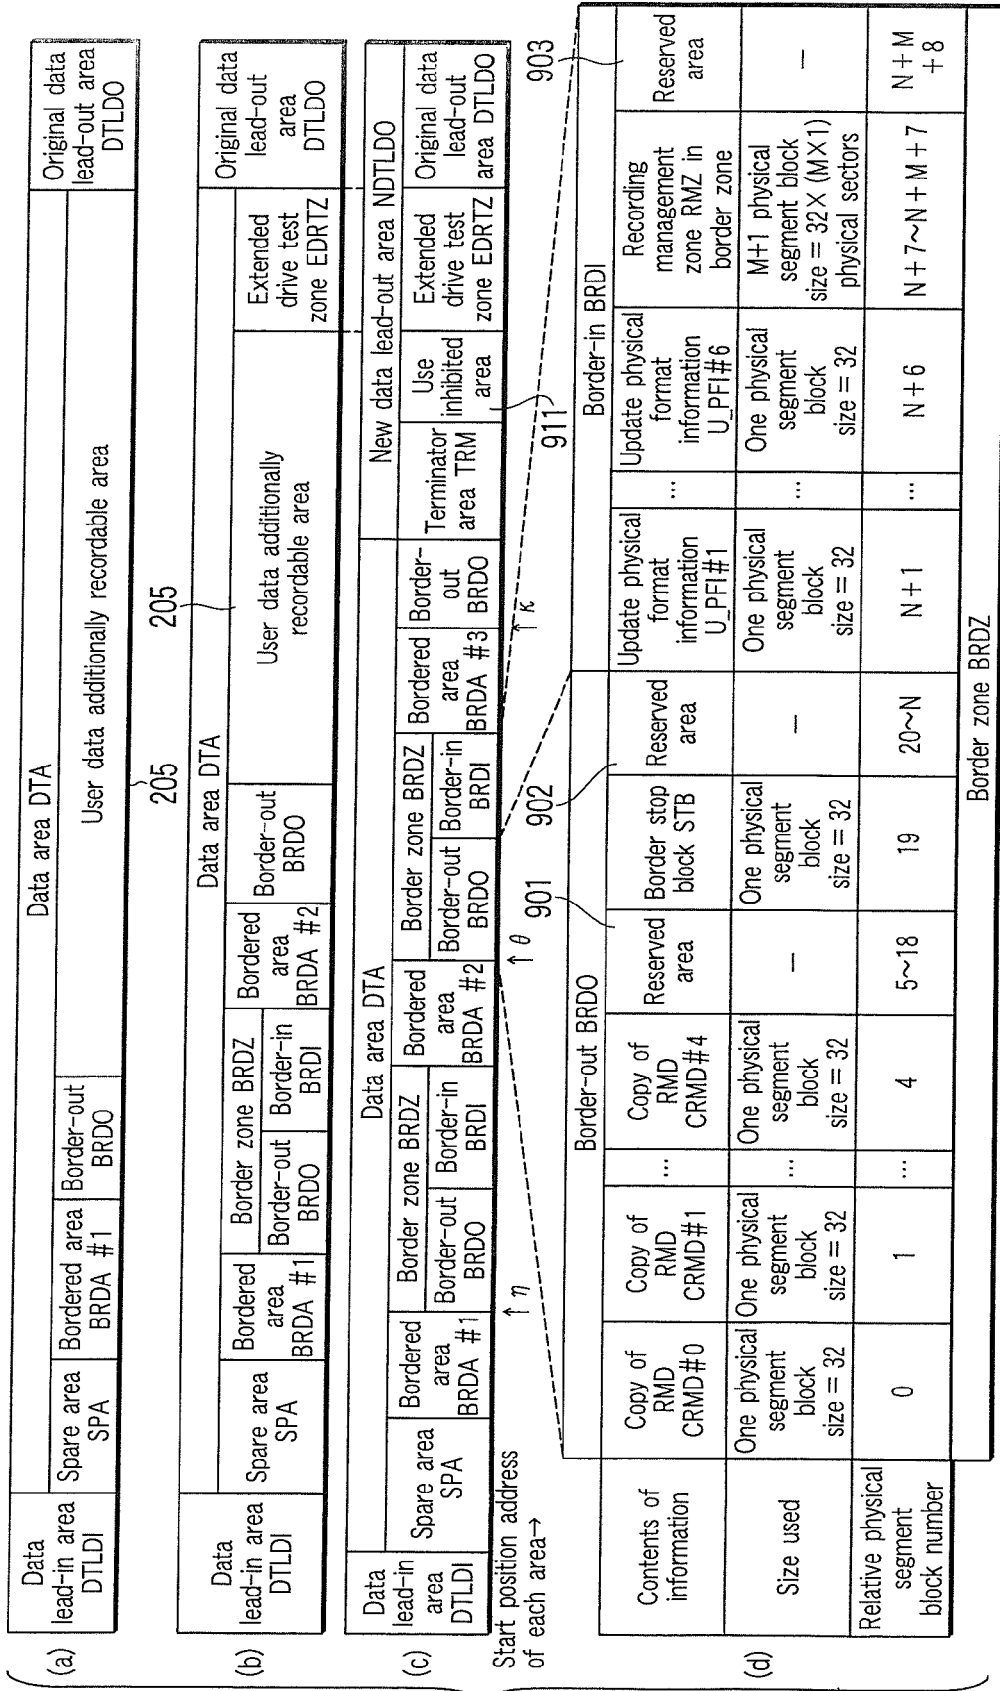 (a)
Data
lead-in area
DTLDI
Data area DTA
Spare area
SPA
Bordered area
BRDA #1
Border-out
BRDO
User data additionally recordable area
Original data
lead-out area
DTLDO
205
(b)
Data
lead-in area
DTLDI
Data area DTA
Spare area
SPA
Bordered
area
BRDA #1
Border zone BRDZ
Border-out
BRDO
Border-in
BRDI
Bordered
area
BRDA #2
Border-out
BRDO
User data additionally
recordable area
Extended
drive test
zone EDRTZ
Original data
lead-out
area
DTLDO
205
(c)
Data
lead-in
area
DTLDI
Data area DTA
Spare area
SPA
Bordered
area
BRDA #1
Border zone BRDZ
Border-out
BRDO
Border-in
BRDI
Bordered
area
BRDA #2
Border zone BRDZ
Border-out
BRDO
Border-in
BRDI
Bordered
area
BRDA #3
Border-
out
BRDO
New data lead-out area NDTLDO
Terminator
area TRM
Use
inhibited
area
Extended
drive test
zone EDRTZ
Original data
lead-out
area DTLDO
Start position address
of each area→
↑ η
↑ θ
↑ κ
911
901
902
903
(d)
Border-out BRDO
Border-in BRDI
Contents of
information
Copy of
RMD
CRMD#0
Copy of
RMD
CRMD#1
...
Copy of
RMD
CRMD#4
Reserved
area
Border stop
block STB
Reserved
area
Update physical
format
information
U_PFI#1
...
Update physical
format
information
U_PFI#6
Recording
management
zone RMZ in
border zone
Reserved
area
Size used
One physical
segment
block
size = 32
One physical
segment
block
size = 32
...
One physical
segment
block
size = 32
—
One physical
segment
block
size = 32
—
One physical
segment
block
size = 32
...
One physical
segment
block
size = 32
M+1 physical
segment block
size = 32×(M×1)
physical sectors
—
Relative physical
segment
block number
0
1
...
4
5~18
19
20~N
N+1
...
N+6
N+7~N+M+7
N+M
+8
Border zone BRDZ